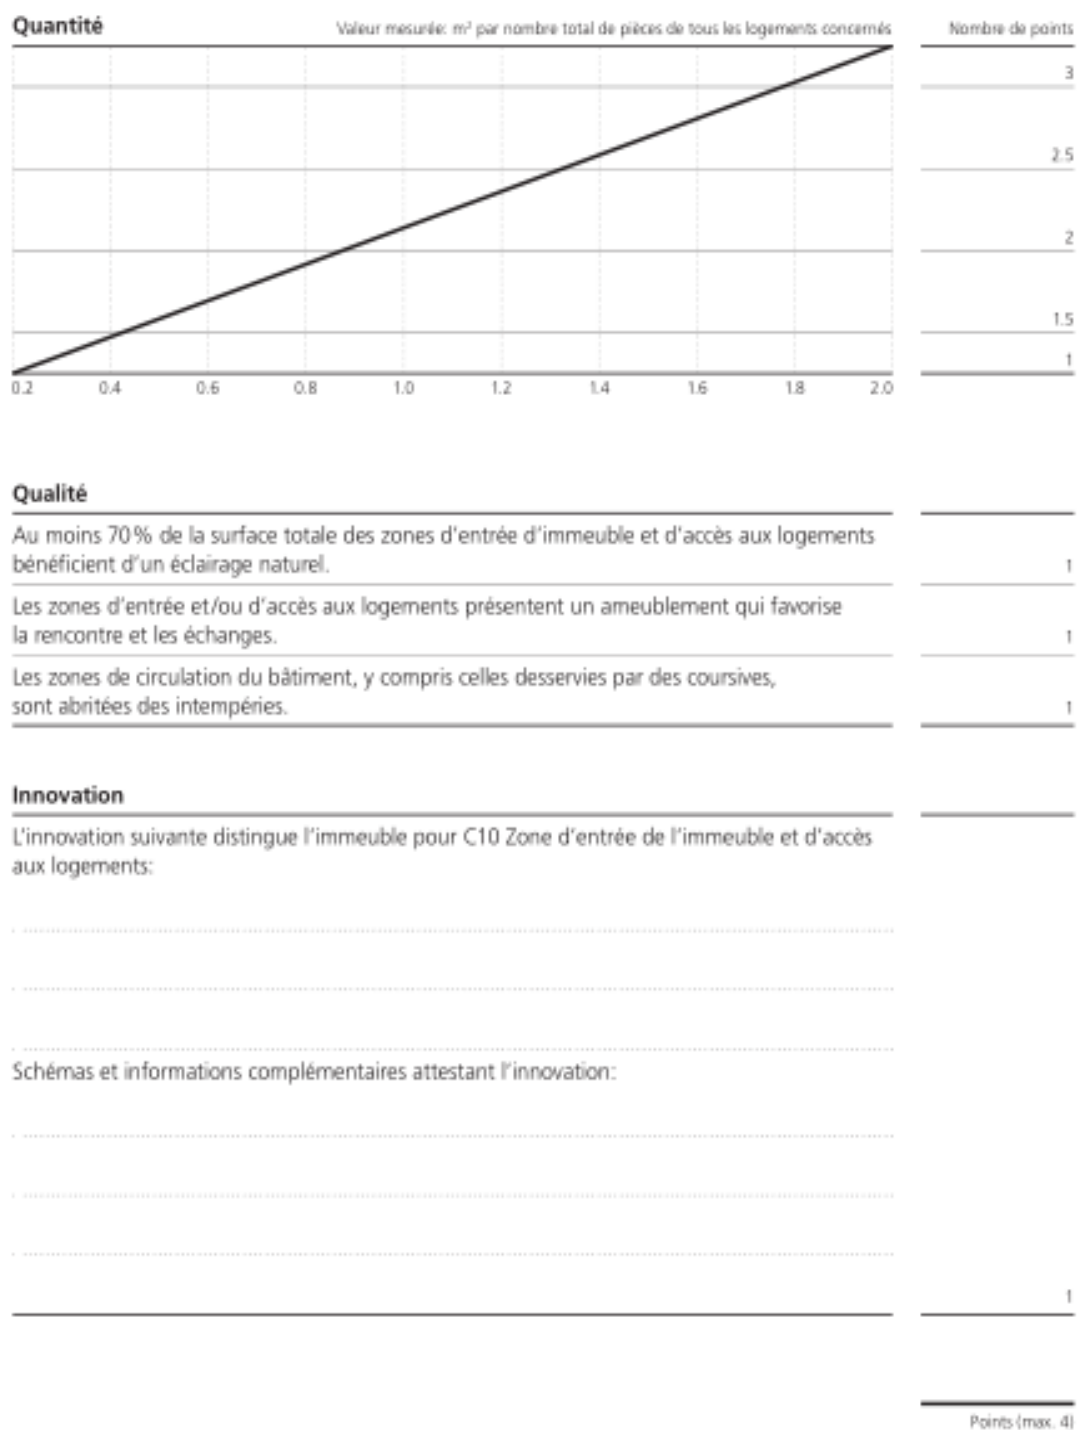 Quantité
Valeur mesurée: m² par nombre total de pièces de tous les logements concernés
Nombre de points
3
2.5
2
1.5
1
0.2 0.4 0.6 0.8 1.0 1.2 1.4 1.6 1.8 2.0
Qualité
Au moins 70% de la surface totale des zones d'entrée d'immeuble et d'accès aux logements
bénéficient d'un éclairage naturel.
1
Les zones d'entrée et/ou d'accès aux logements présentent un ameublement qui favorise
la rencontre et les échanges.
1
Les zones de circulation du bâtiment, y compris celles desservies par des coursives,
sont abritées des intempéries.
1
Innovation
L'innovation suivante distingue l'immeuble pour C10 Zone d'entrée de l'immeuble et d'accès
aux logements:
Schémas et informations complémentaires attestant l'innovation:
1
Points (max. 4)